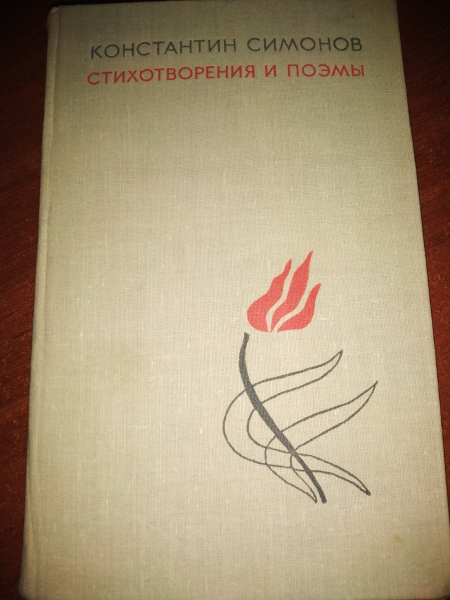 КОНСТАНТИН СИМОНОВ
СТИХОТВОРЕНИЯ И ПОЭМЫ